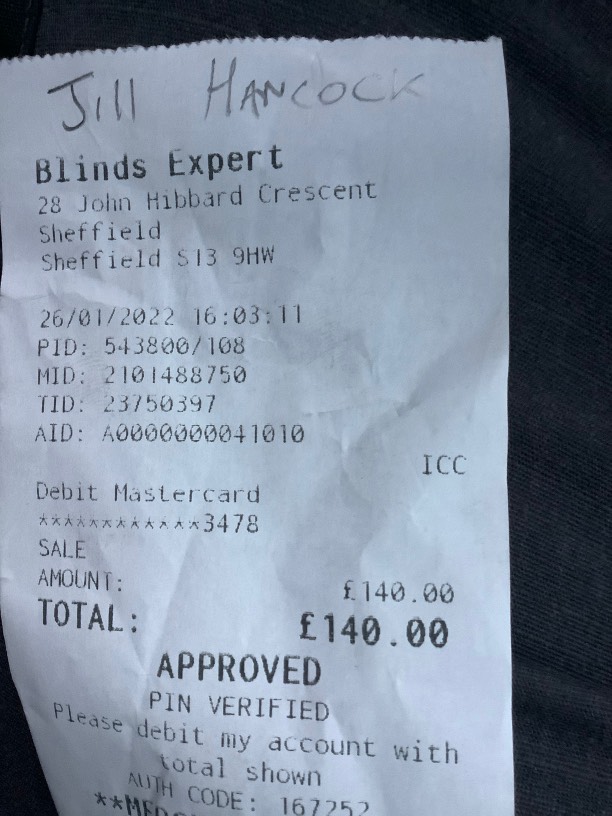 Jill HANCOCK
Blinds Expert
28 John Hibbard Crescent
Sheffield
Sheffield S13 9HW
26/01/2022 16:03:11
PID: 543800/108
MID: 2101488750
TID: 23750397
AID: A0000000041010
ICC
Debit Mastercard
************3478
SALE
AMOUNT: £140.00
TOTAL: £140.00
APPROVED
PIN VERIFIED
Please debit my account with
total shown
AUTH CODE: 167252